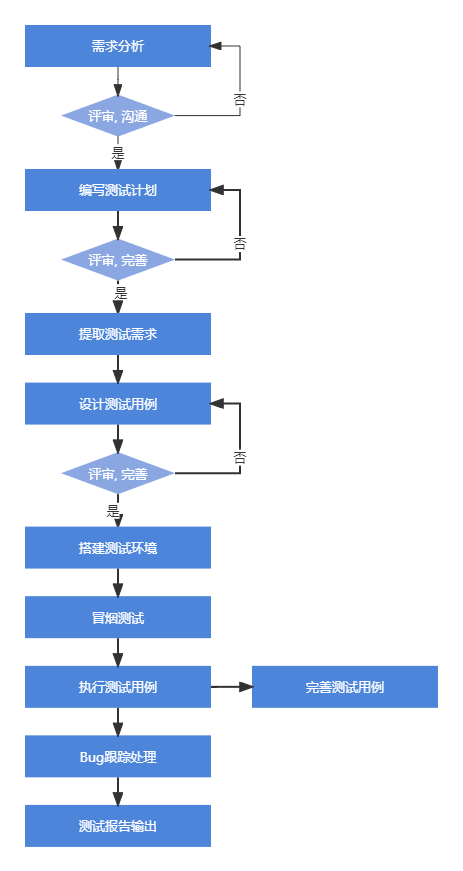 需求分析
否
评审, 沟通
是
编写测试计划
否
评审, 完善
是
提取测试需求
设计测试用例
否
评审, 完善
是
搭建测试环境
冒烟测试
执行测试用例
完善测试用例
Bug跟踪处理
测试报告输出